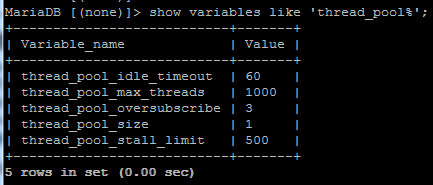 MariaDB [(none)]> show variables like 'thread_pool%';
+---------------------------+-------+
| Variable_name | Value |
+---------------------------+-------+
| thread_pool_idle_timeout | 60 |
| thread_pool_max_threads | 1000 |
| thread_pool_oversubscribe | 3 |
| thread_pool_size | 1 |
| thread_pool_stall_limit | 500 |
+---------------------------+-------+
5 rows in set (0.00 sec)